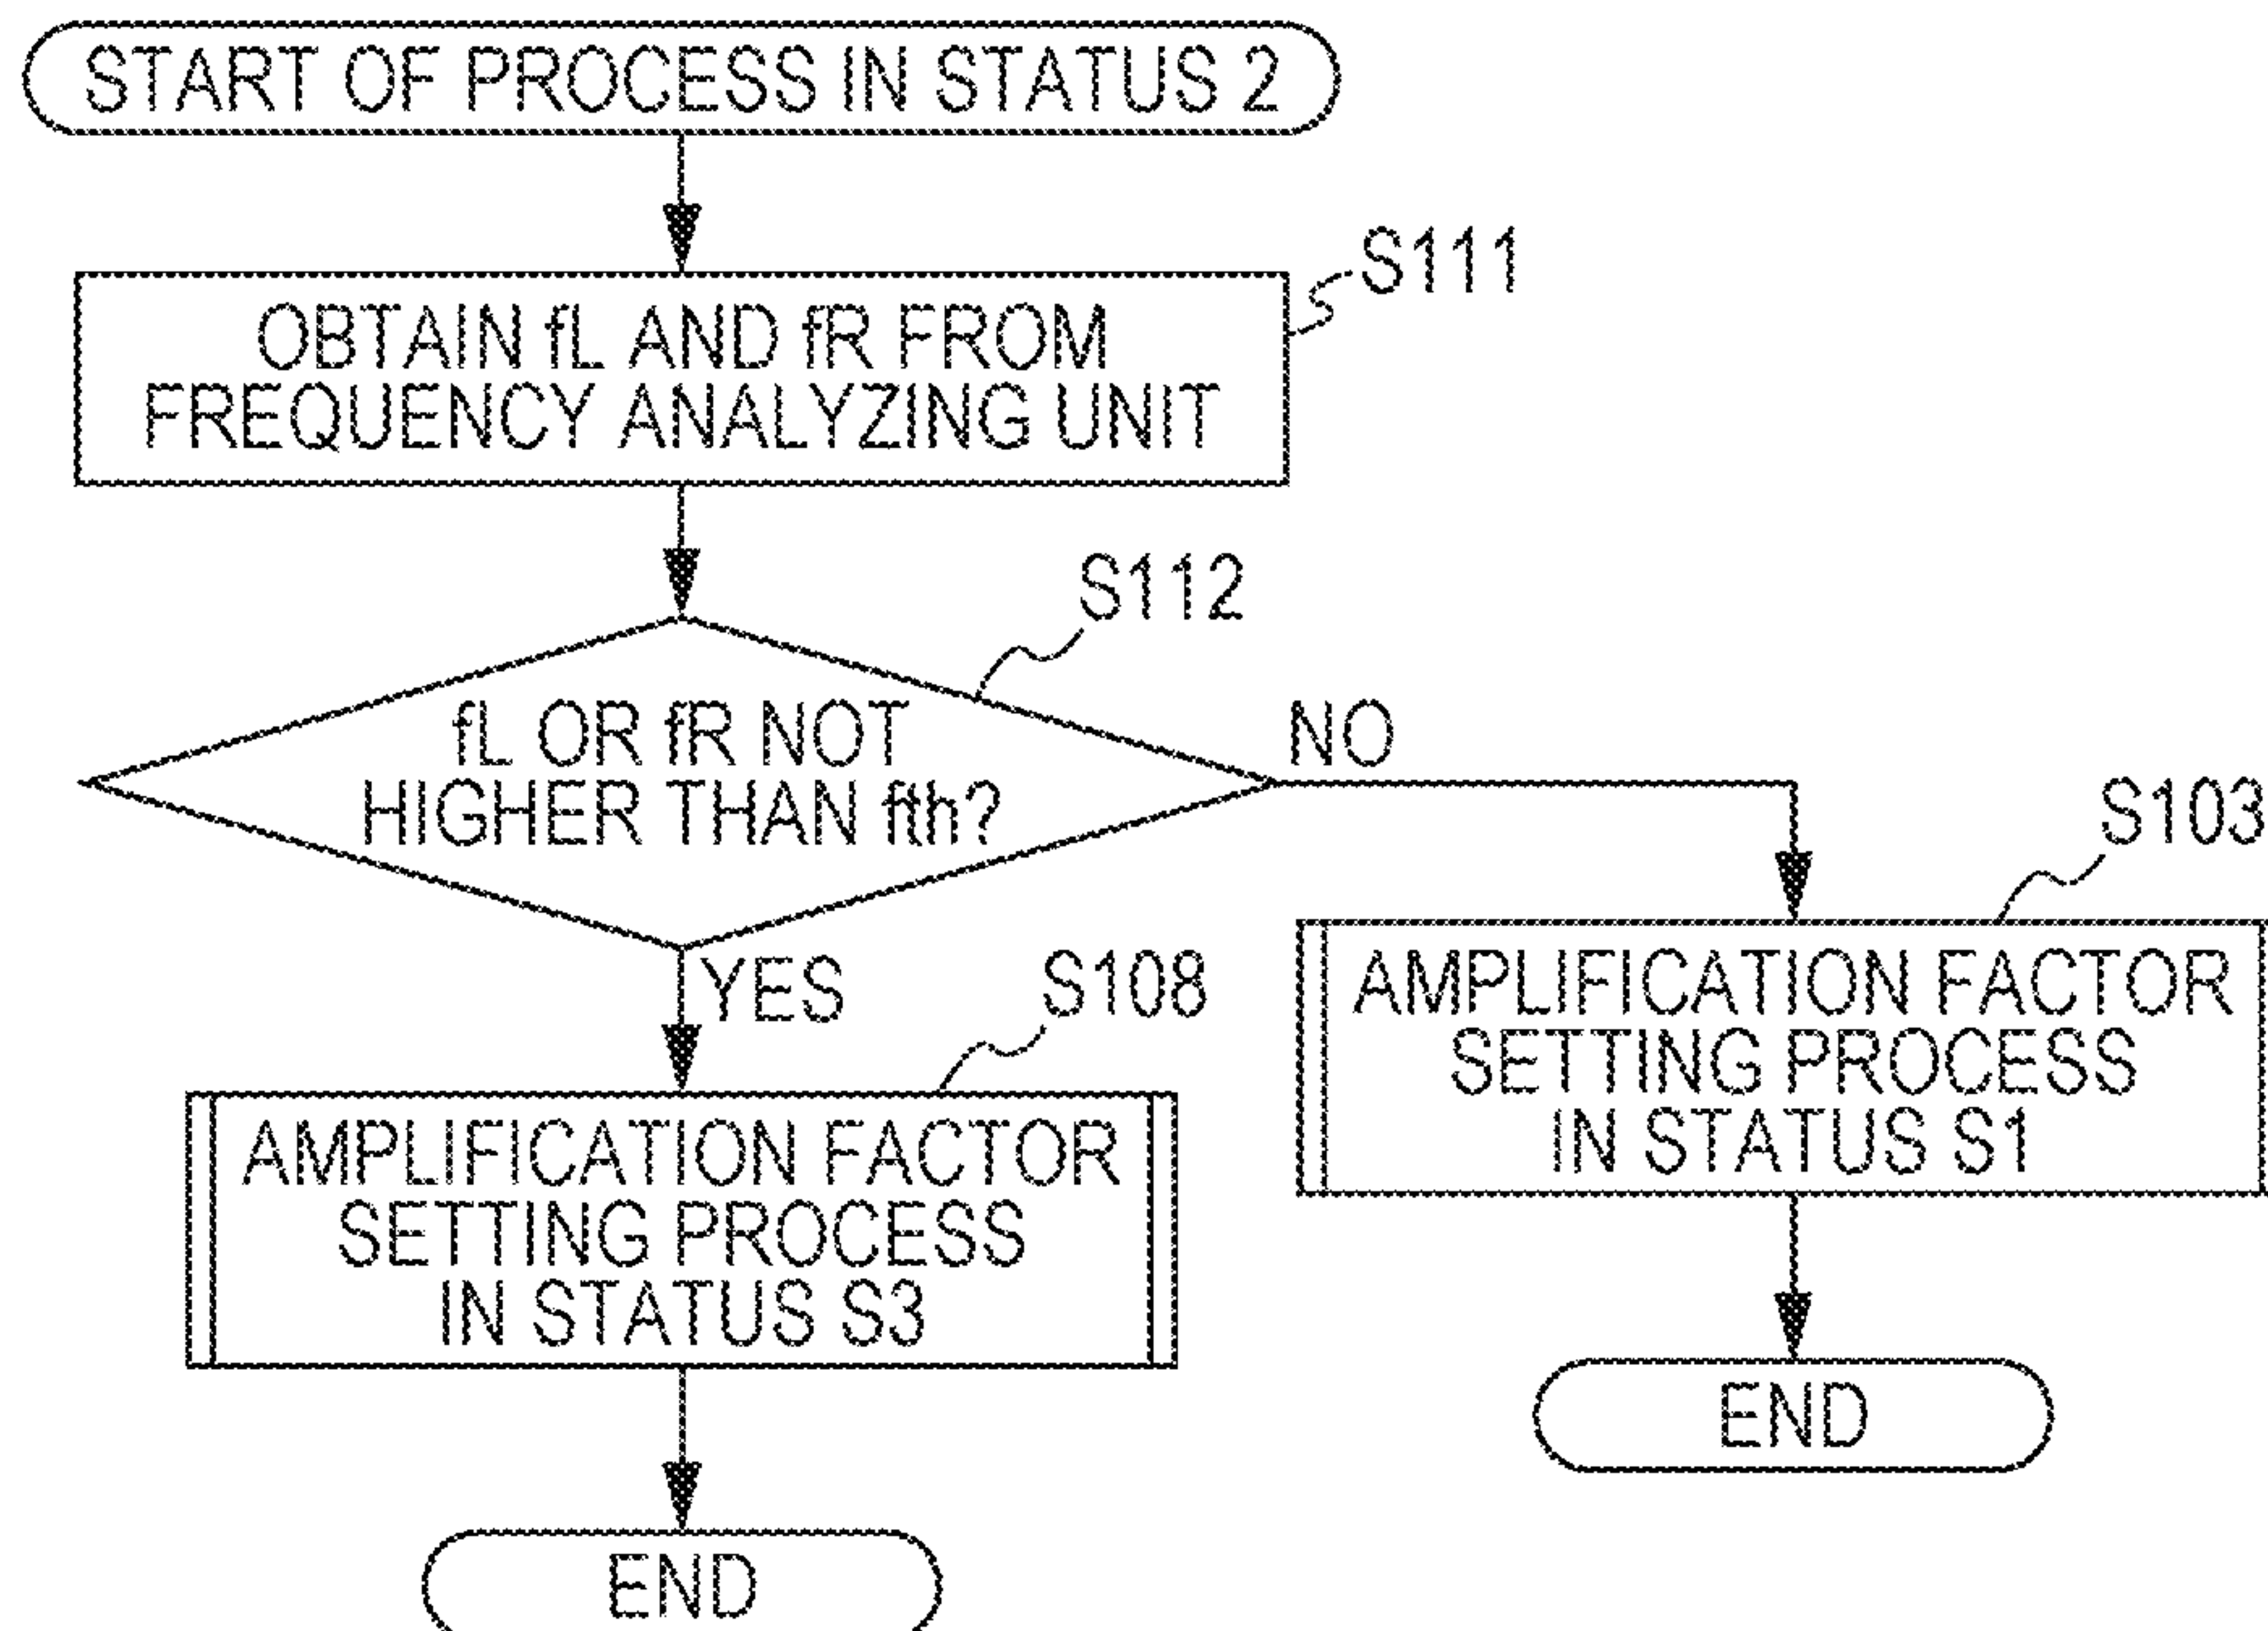 START OF PROCESS IN STATUS 2
S111
OBTAIN fL AND fR FROM
FREQUENCY ANALYZING UNIT
S112
fL OR fR NOT
HIGHER THAN fth?
NO
YES
S103
AMPLIFICATION FACTOR
SETTING PROCESS
IN STATUS S1
END
S108
AMPLIFICATION FACTOR
SETTING PROCESS
IN STATUS S3
END